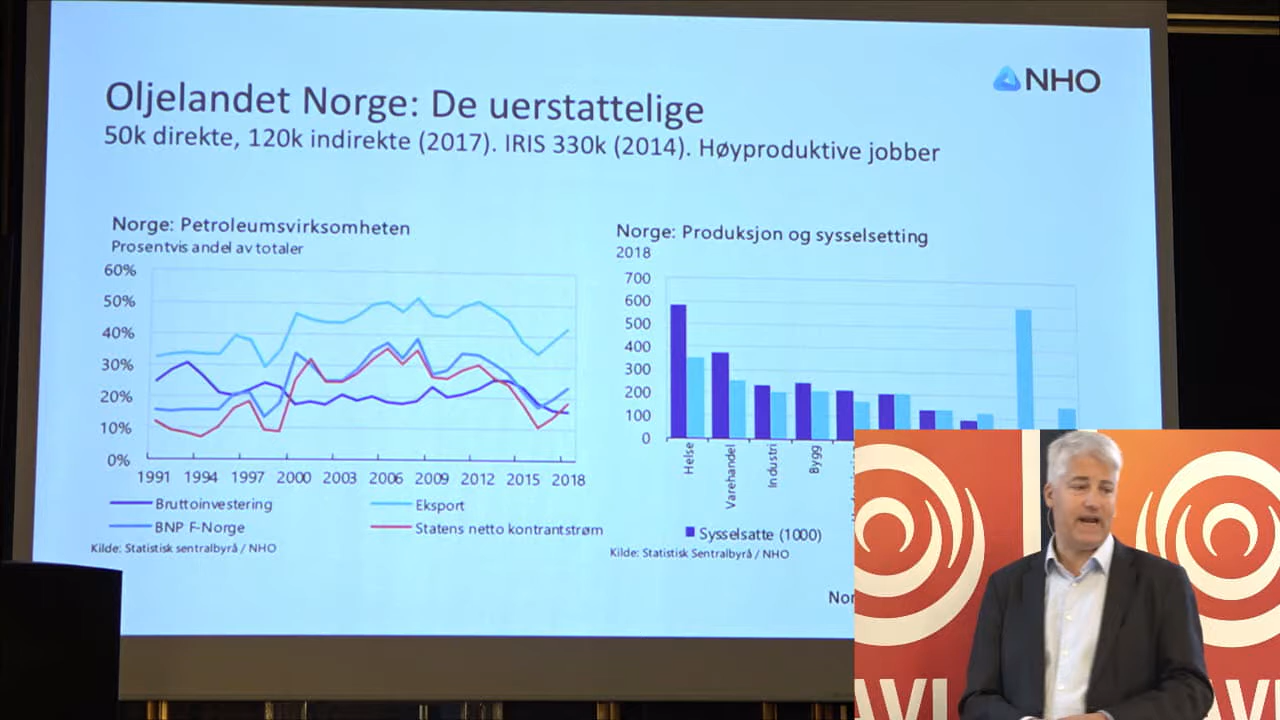 NHO
Oljelandet Norge: De uerstattelige
50k direkte, 120k indirekte (2017). IRIS 330k (2014). Høyproduktive jobber
Norge: Petroleumsvirksomheten
Prosentvis andel av totaler
60%
50%
40%
30%
20%
10%
0%
1991 1994 1997 2000 2003 2006 2009 2012 2015 2018
Bruttoinvestering
Eksport
BNP F-Norge
Statens netto kontrantstrøm
Kilde: Statistisk sentralbyrå / NHO
Norge: Produksjon og sysselsetting
2018
700
600
500
400
300
200
100
0
Helse
Varehandel
Industri
Bygg
Sysselsatte (1000)
Kilde: Statistisk Sentralbyrå / NHO
Nor
AVL